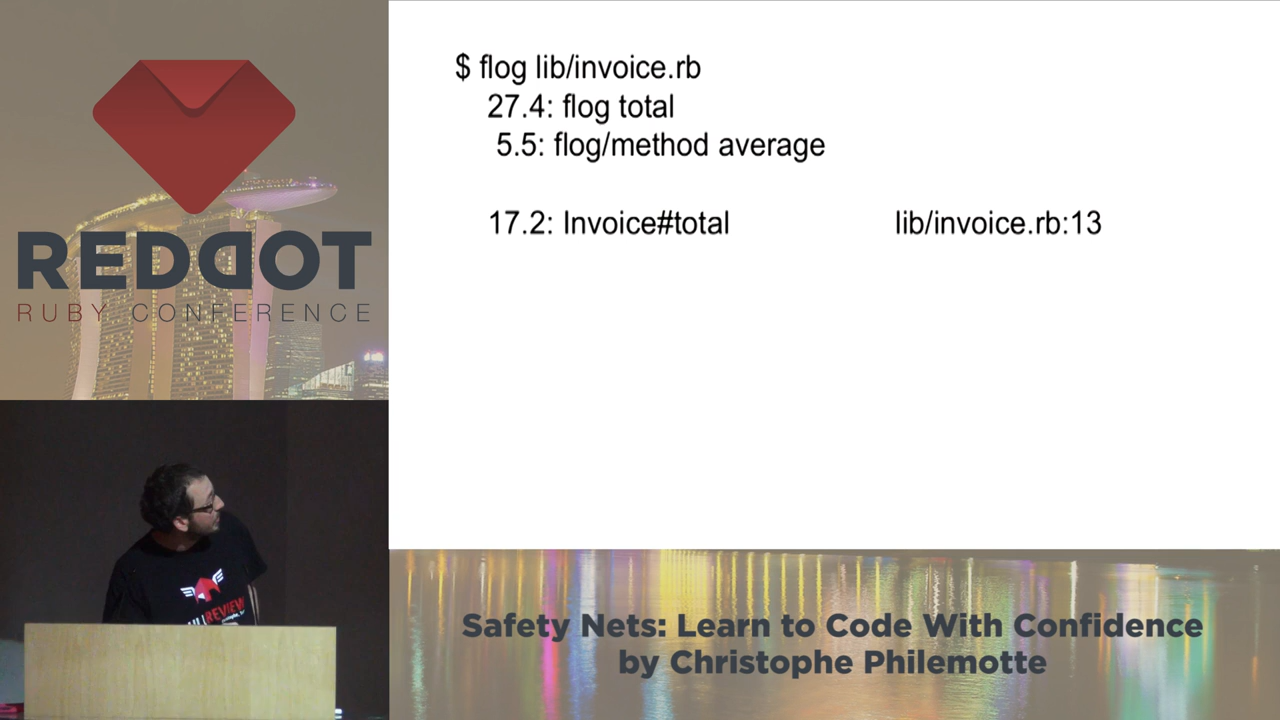 REDDOT
RUBY CONFERENCE
$ flog lib/invoice.rb
27.4: flog total
5.5: flog/method average
17.2: Invoice#total lib/invoice.rb:13
REVIEW
Safety Nets: Learn to Code With Confidence
by Christophe Philemotte